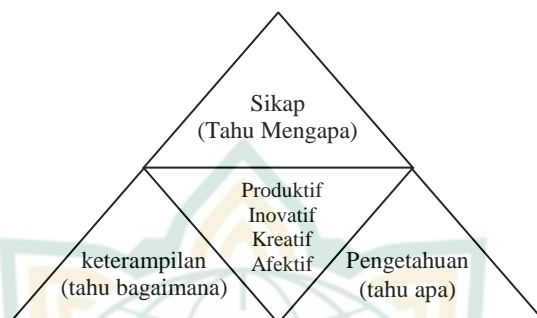 Sikap
(Tahu Mengapa)
Produktif
Inovatif
Kreatif
Afektif
keterampilan
(tahu bagaimana)
Pengetahuan
(tahu apa)